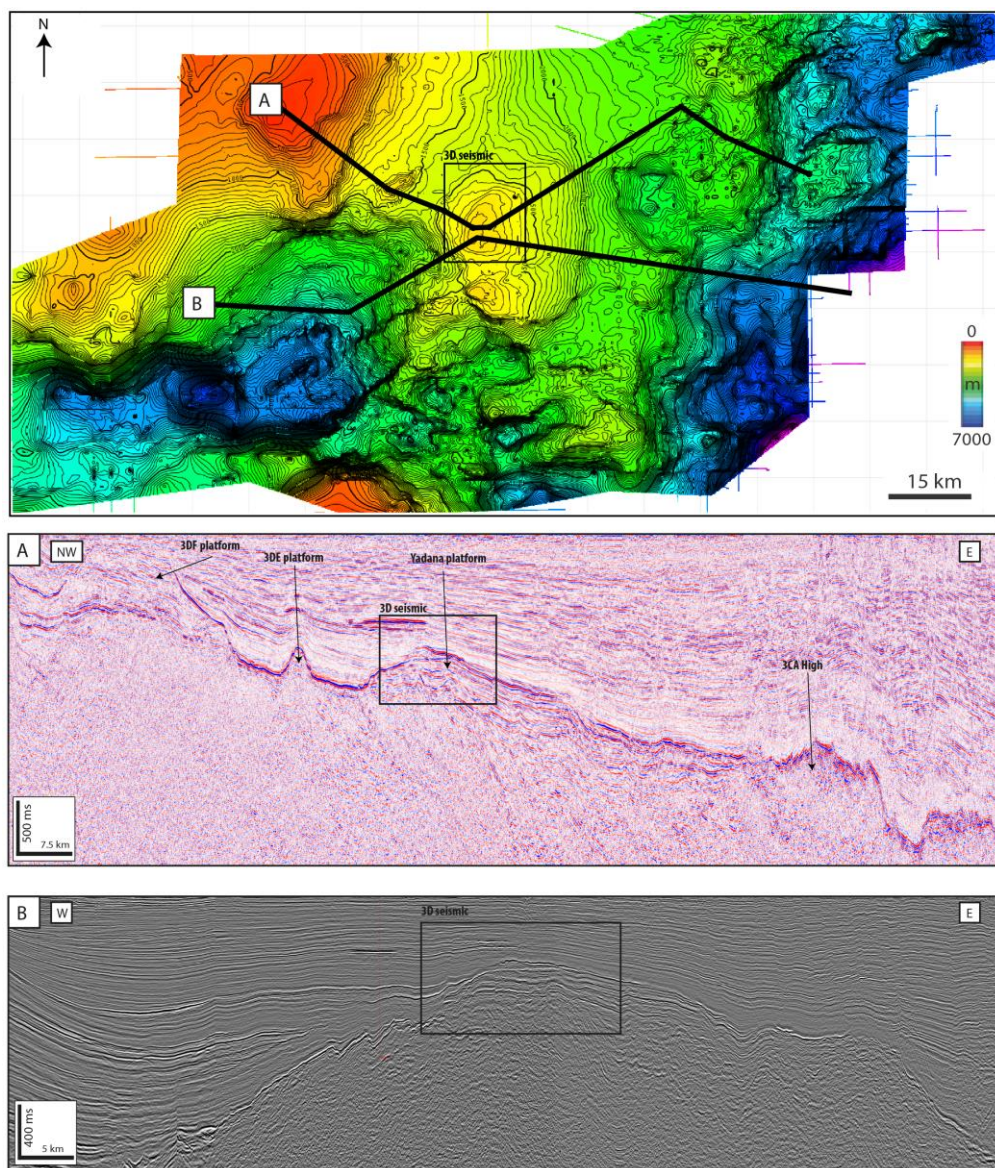 N
A
3D seismic
B
0
m
7000
15 km
A
NW
3DF platform
3DE platform
Yadana platform
E
3D seismic
3CA High
500 ms
7.5 km
B
W
3D seismic
E
400 ms
5 km